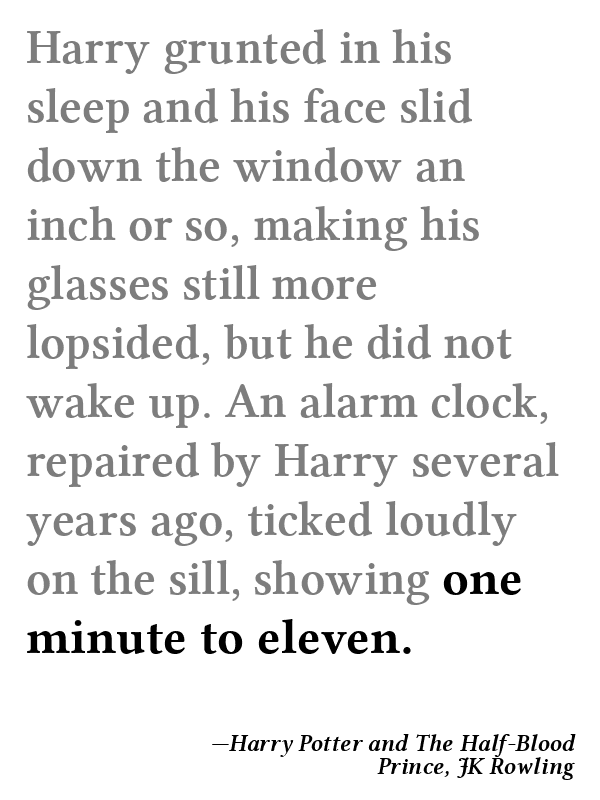 Harry grunted in his
sleep and his face slid
down the window an
inch or so, making his
glasses still more
lopsided, but he did not
wake up. An alarm clock,
repaired by Harry several
years ago, ticked loudly
on the sill, showing one
minute to eleven.
—Harry Potter and The Half-Blood
Prince, JK Rowling